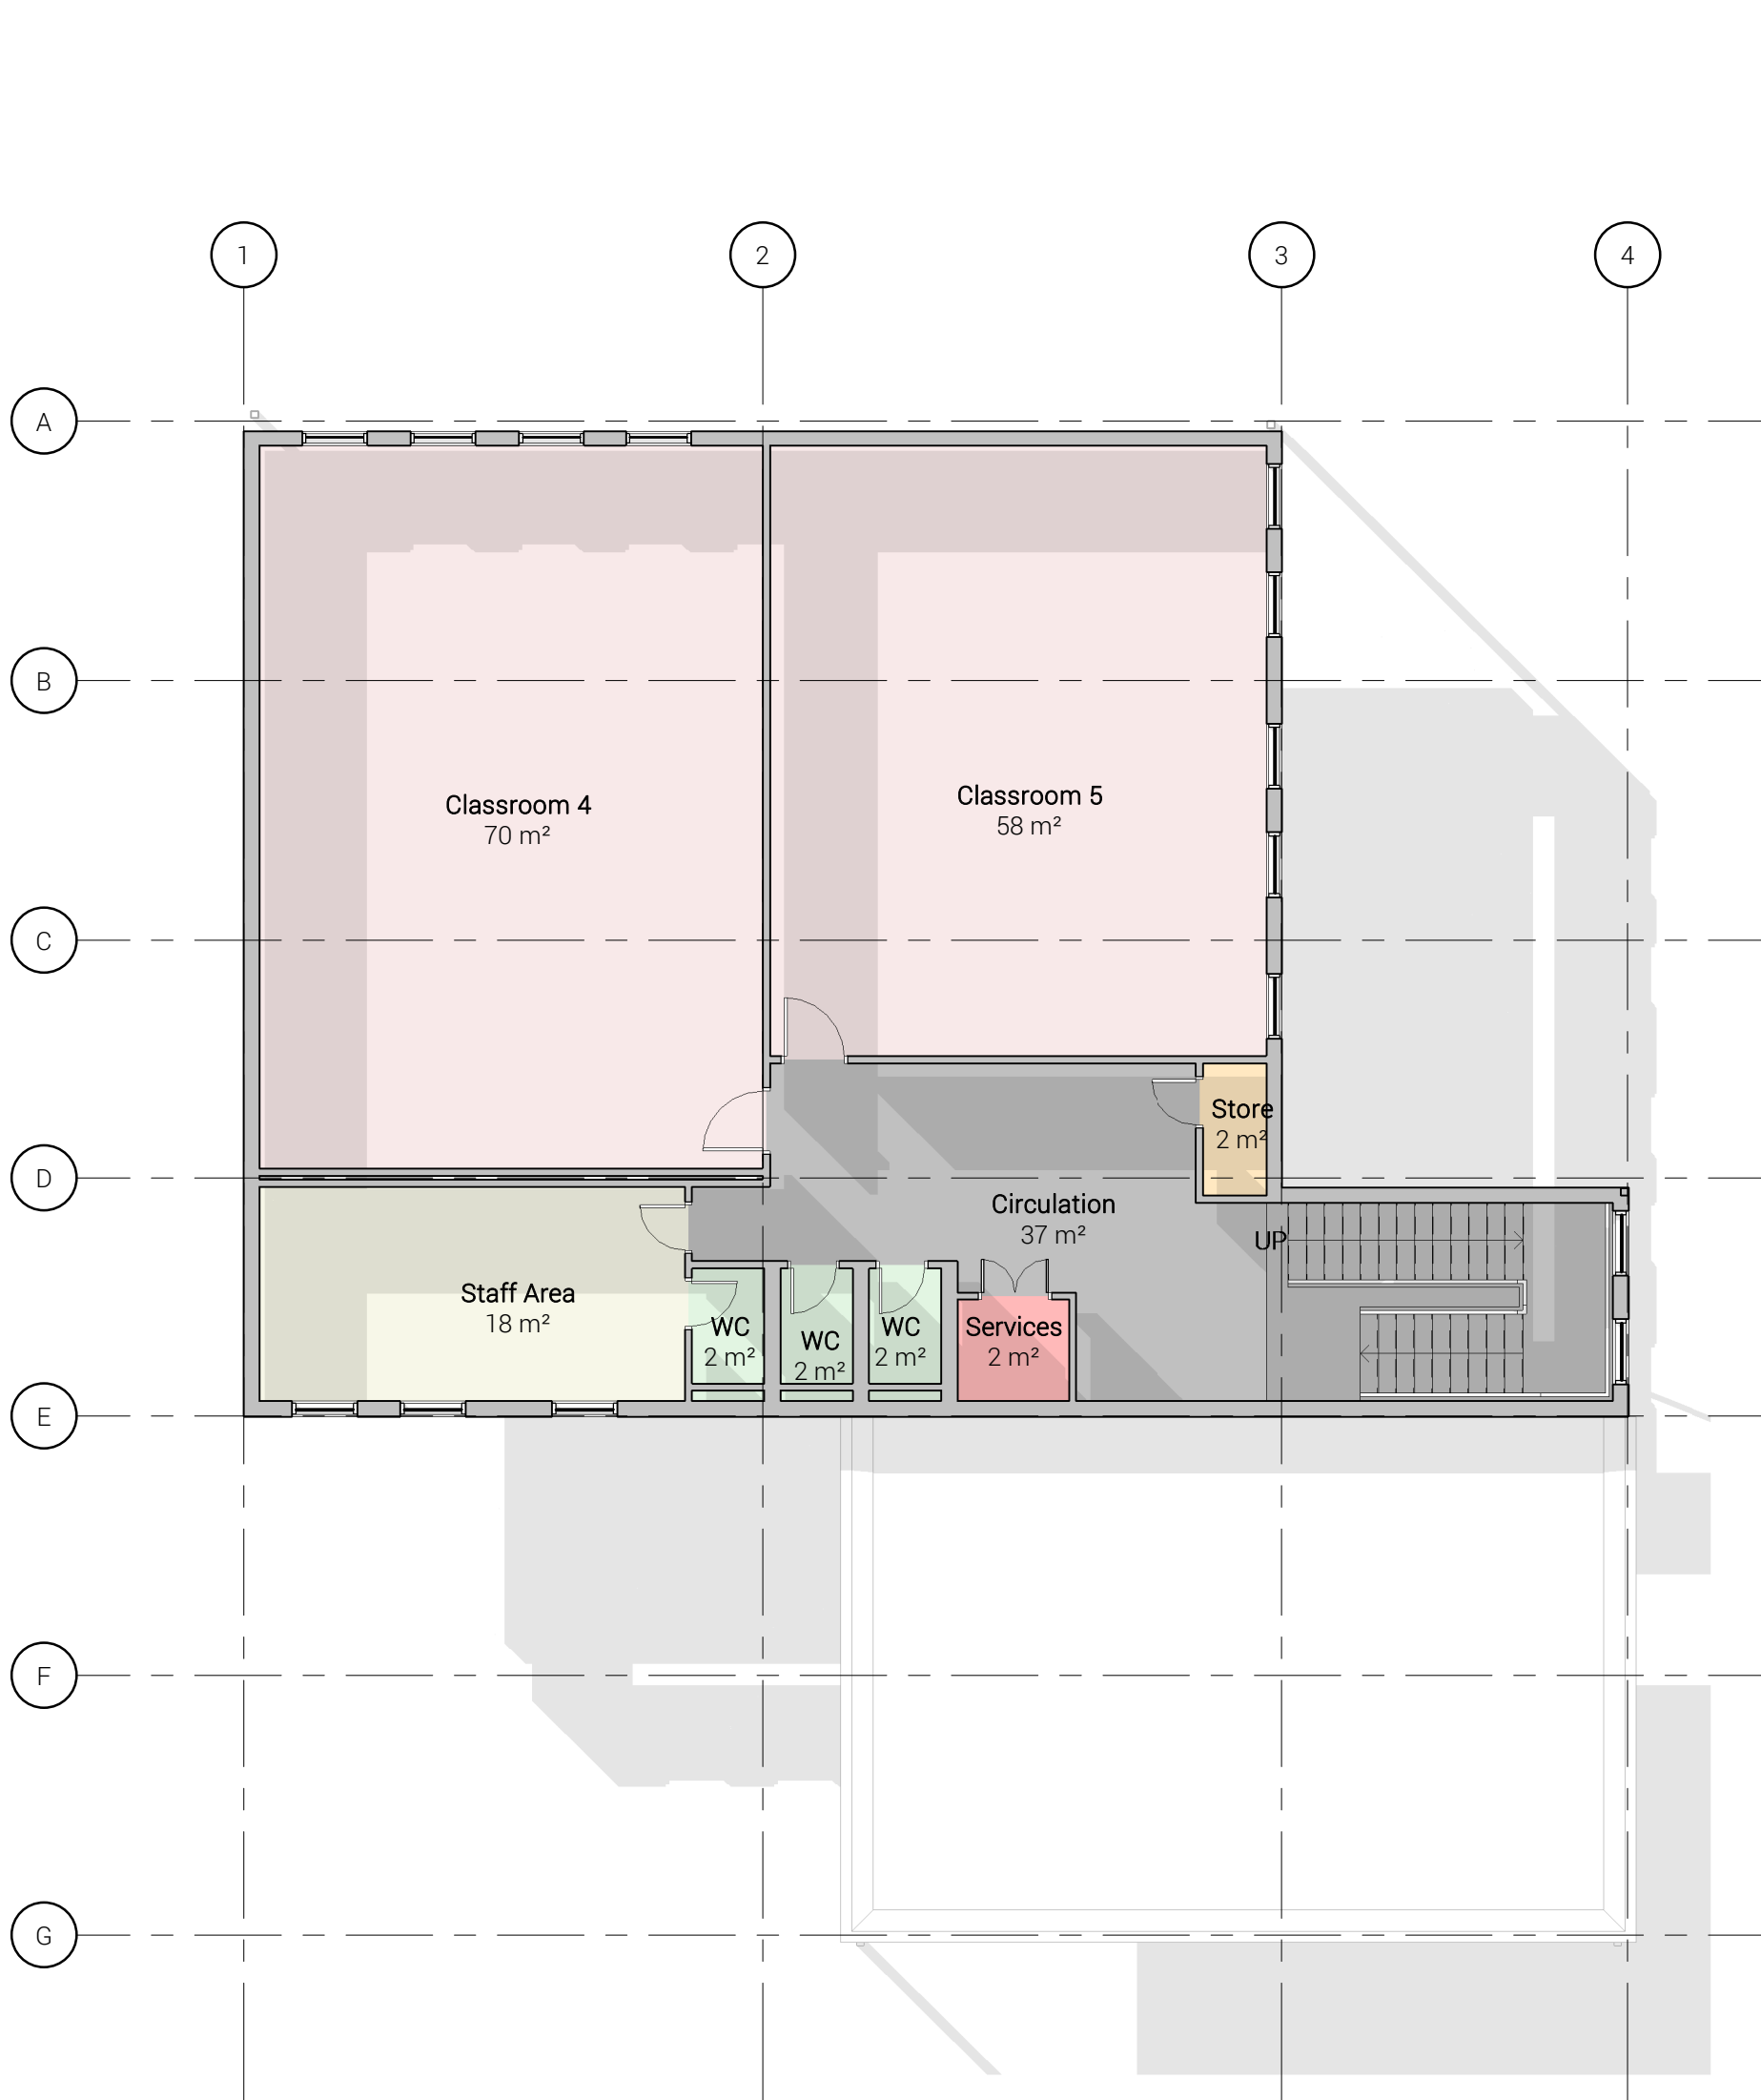 1
2
3
4
A
B
Classroom 4
70 m²
Classroom 5
58 m²
C
Store
2 m²
D
Circulation
37 m²
UP
Staff Area
18 m²
WC
2 m²
WC
2 m²
WC
2 m²
Services
2 m²
E
F
G